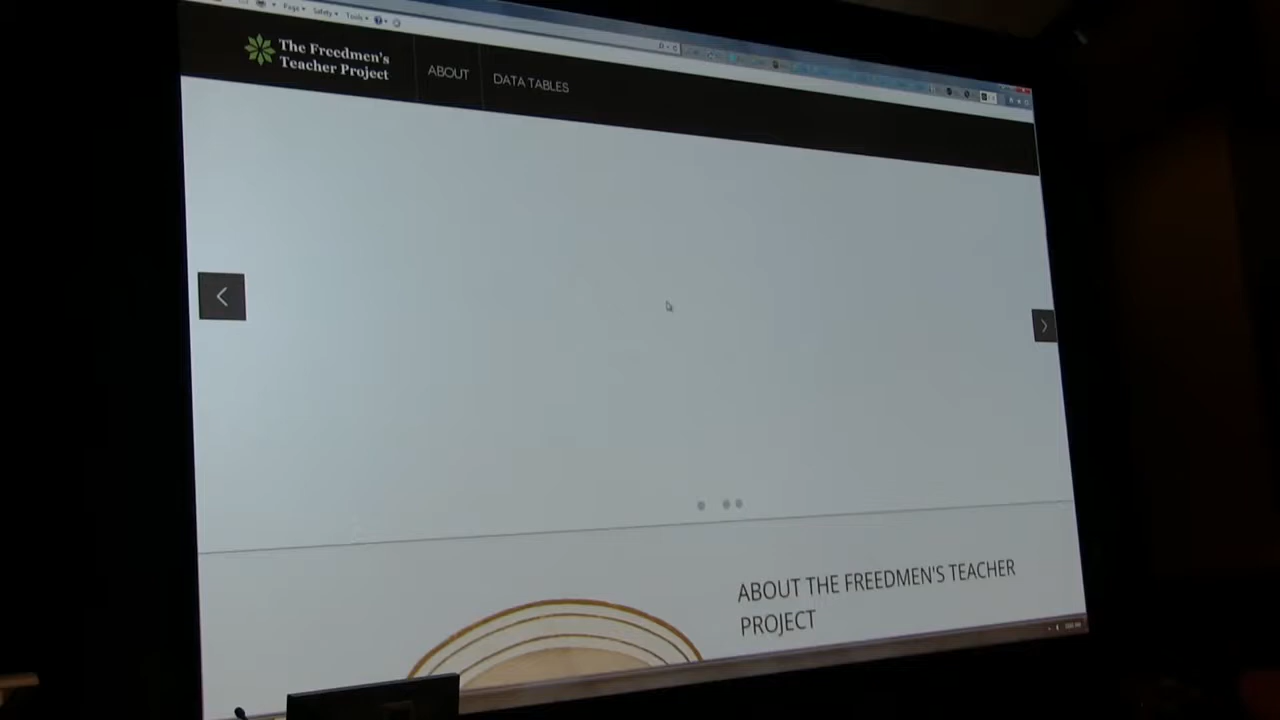 Page
Safety
Tools
The Freedmen's
Teacher Project
ABOUT
DATA TABLES
ABOUT THE FREEDMEN'S TEACHER
PROJECT